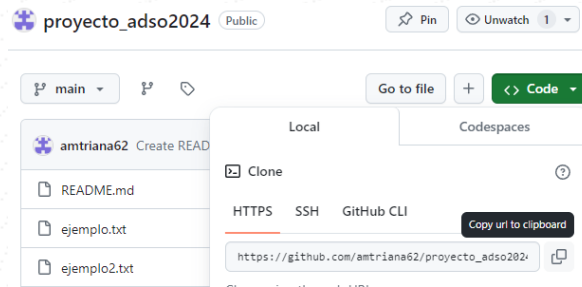 proyecto_adso2024 Public Pin Unwatch 1
main Go to file Code
Local Codespaces
amtriana62 Create READ
Clone
README.md
HTTPS SSH GitHub CLI
Copy url to clipboard
ejemplo.txt
https://github.com/amtriana62/proyecto_adso2024
ejemplo2.txt